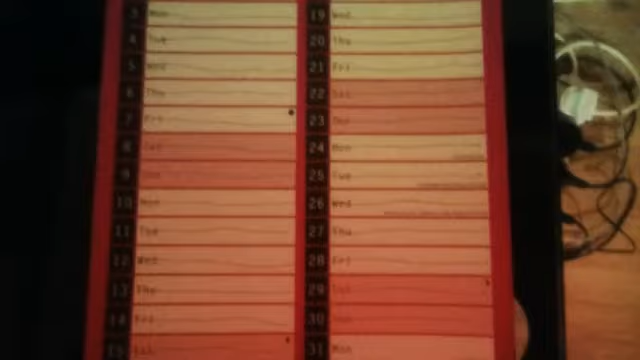 3 Mon
4 Tue
5 Wed
6 Thu
7 Fri
8 Sat
9 Sun
10 Mon
11 Tue
12 Wed
13 Thu
14 Fri
15 Sat
19 Wed
20 Thu
21 Fri
22 Sat
23 Sun
24 Mon
25 Tue
26 Wed
27 Thu
28 Fri
29 Sat
30 Sun
31 Mon